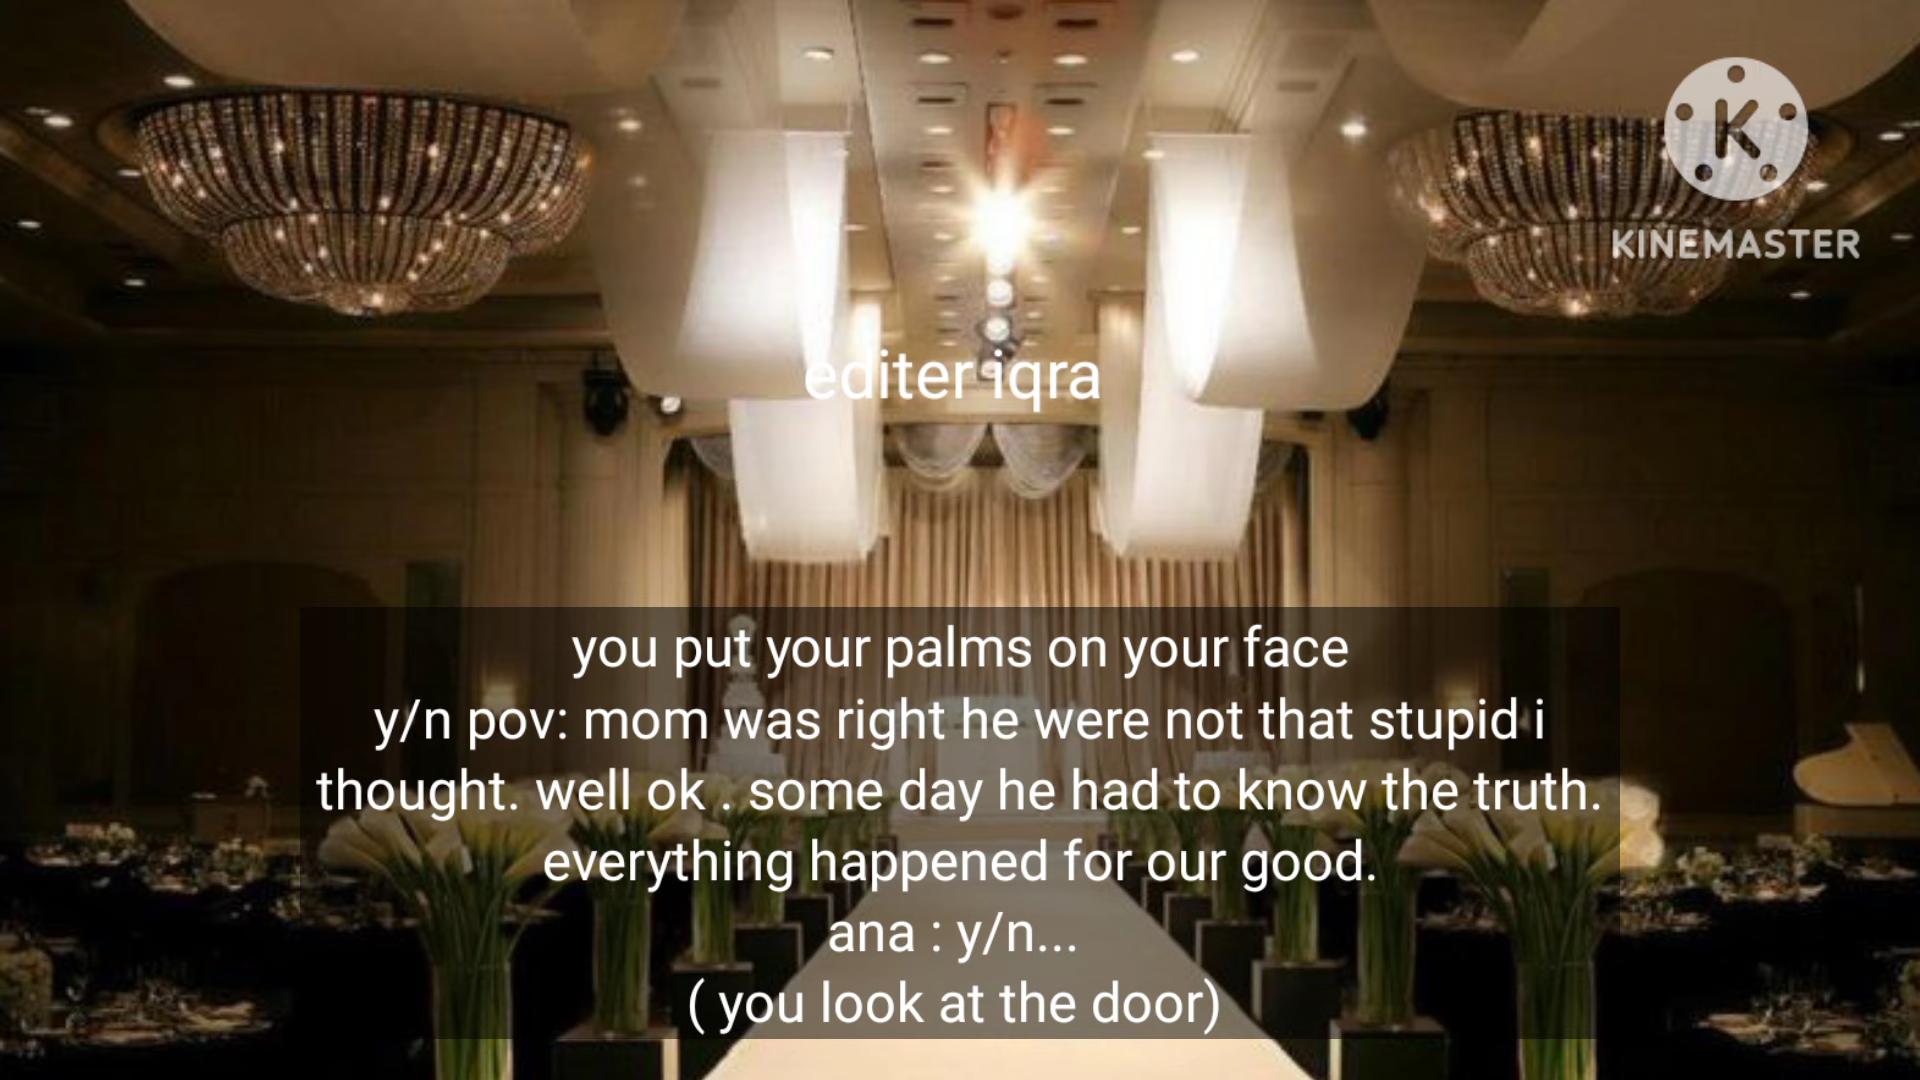 K
KINEMASTER
editer iqra
you put your palms on your face
y/n pov: mom was right he were not that stupid i
thought. well ok . some day he had to know the truth.
everything happened for our good.
ana : y/n...
( you look at the door)